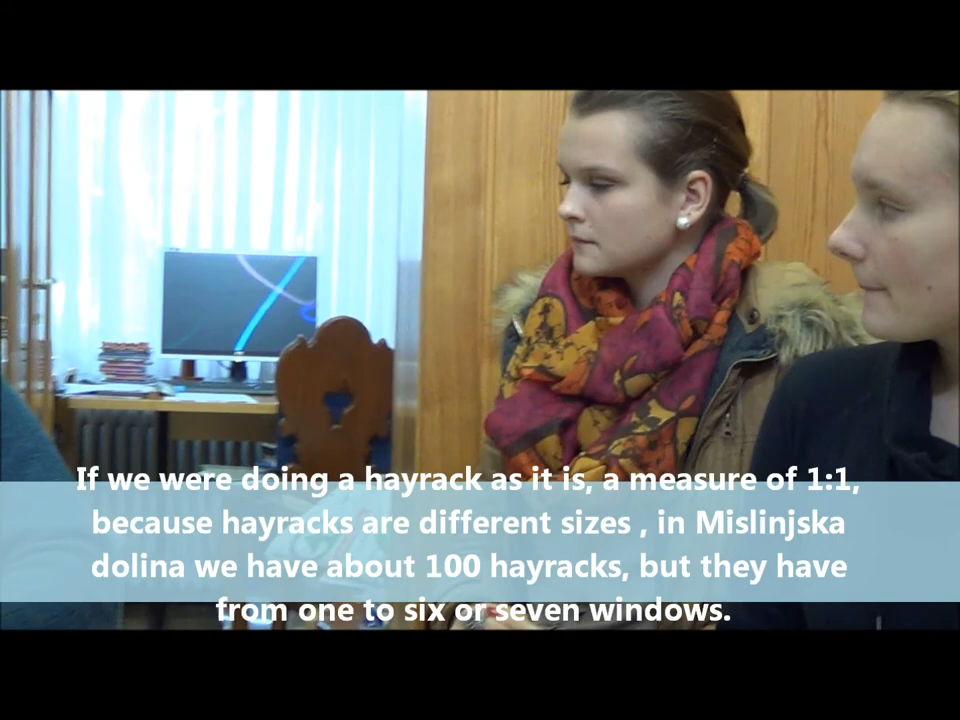 If we were doing a hayrack as it is, a measure of 1:1,
because hayracks are different sizes , in Mislinjska
dolina we have about 100 hayracks, but they have
from one to six or seven windows.